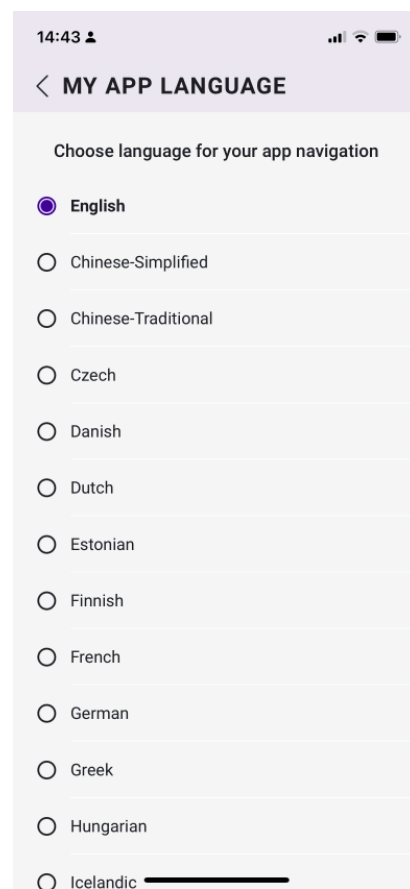 14:43
MY APP LANGUAGE
Choose language for your app navigation
English
Chinese-Simplified
Chinese-Traditional
Czech
Danish
Dutch
Estonian
Finnish
French
German
Greek
Hungarian
Icelandic